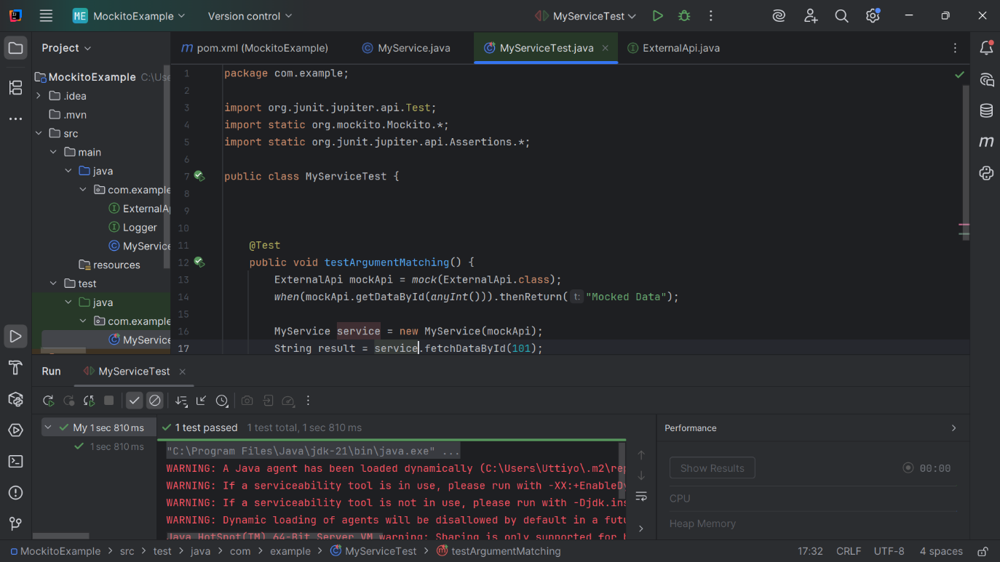 ME MockitoExample Version control MyServiceTest
Project
pom.xml (MockitoExample) MyService.java MyServiceTest.java ExternalApi.java
MockitoExample C:\Use
.idea
.mvn
src
main
java
com.example
ExternalAp
Logger
MyService
resources
test
java
com.example
MyService
1 package com.example;
2
3 import org.junit.jupiter.api.Test;
4 import static org.mockito.Mockito.*;
5 import static org.junit.jupiter.api.Assertions.*;
6
7 public class MyServiceTest {
8
9
10
11 @Test
12 public void testArgumentMatching() {
13 ExternalApi mockApi = mock(ExternalApi.class);
14 when(mockApi.getDataById(anyInt())).thenReturn( t: "Mocked Data");
15
16 MyService service = new MyService(mockApi);
17 String result = service.fetchDataById(101);
Run MyServiceTest
My 1 sec 810 ms
1 sec 810 ms
1 test passed 1 test total, 1 sec 810 ms
"C:\Program Files\Java\jdk-21\bin\java.exe" ...
WARNING: A Java agent has been loaded dynamically (C:\Users\Uttiyo\.m2\rep
WARNING: If a serviceability tool is in use, please run with -XX:+EnableDy
WARNING: If a serviceability tool is not in use, please run with -Djdk.ins
WARNING: Dynamic loading of agents will be disallowed by default in a futu
Java HotSpot(TM) 64-Bit Server VM warning: Sharing is only supported for b
Performance
Show Results 00:00
CPU
Heap Memory
MockitoExample > src > test > java > com > example > MyServiceTest > testArgumentMatching 17:32 CRLF UTF-8 4 spaces